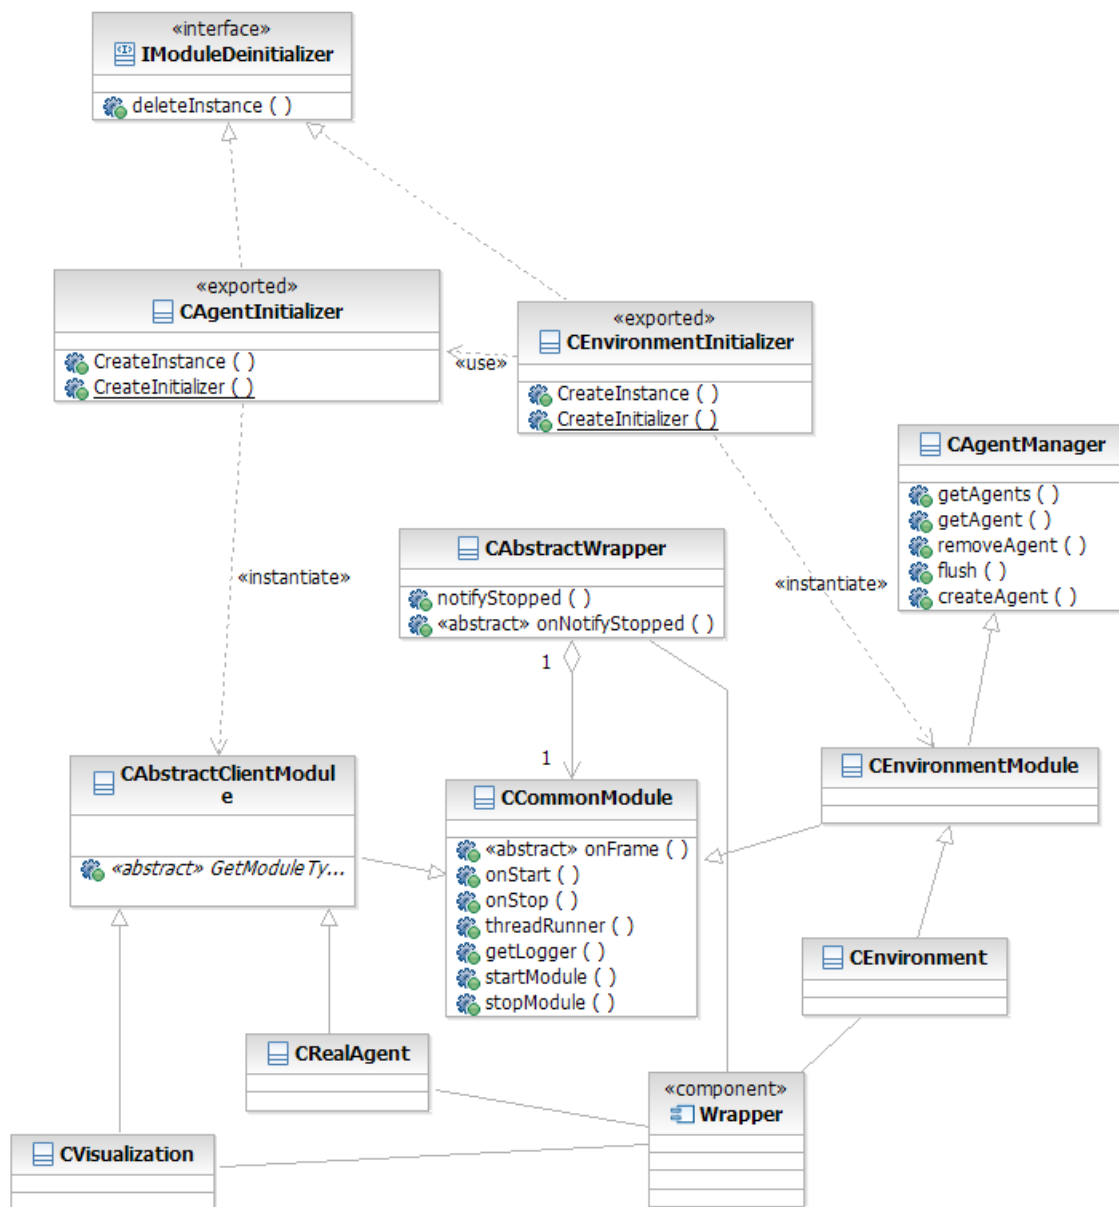 «interface»
IModuleDeinitializer
deleteInstance ( )
«exported»
CAgentInitializer
CreateInstance ( )
CreateInitializer ( )
«use»
«exported»
CEnvironmentInitializer
CreateInstance ( )
CreateInitializer ( )
CAgentManager
getAgents ( )
getAgent ( )
removeAgent ( )
flush ( )
createAgent ( )
CAbstractWrapper
notifyStopped ( )
«abstract» onNotifyStopped ( )
«instantiate»
«instantiate»
1
1
CAbstractClientModul
e
«abstract» GetModuleTy...
CCommonModule
«abstract» onFrame ( )
onStart ( )
onStop ( )
threadRunner ( )
getLogger ( )
startModule ( )
stopModule ( )
CEnvironmentModule
CEnvironment
CRealAgent
«component»
Wrapper
CVisualization